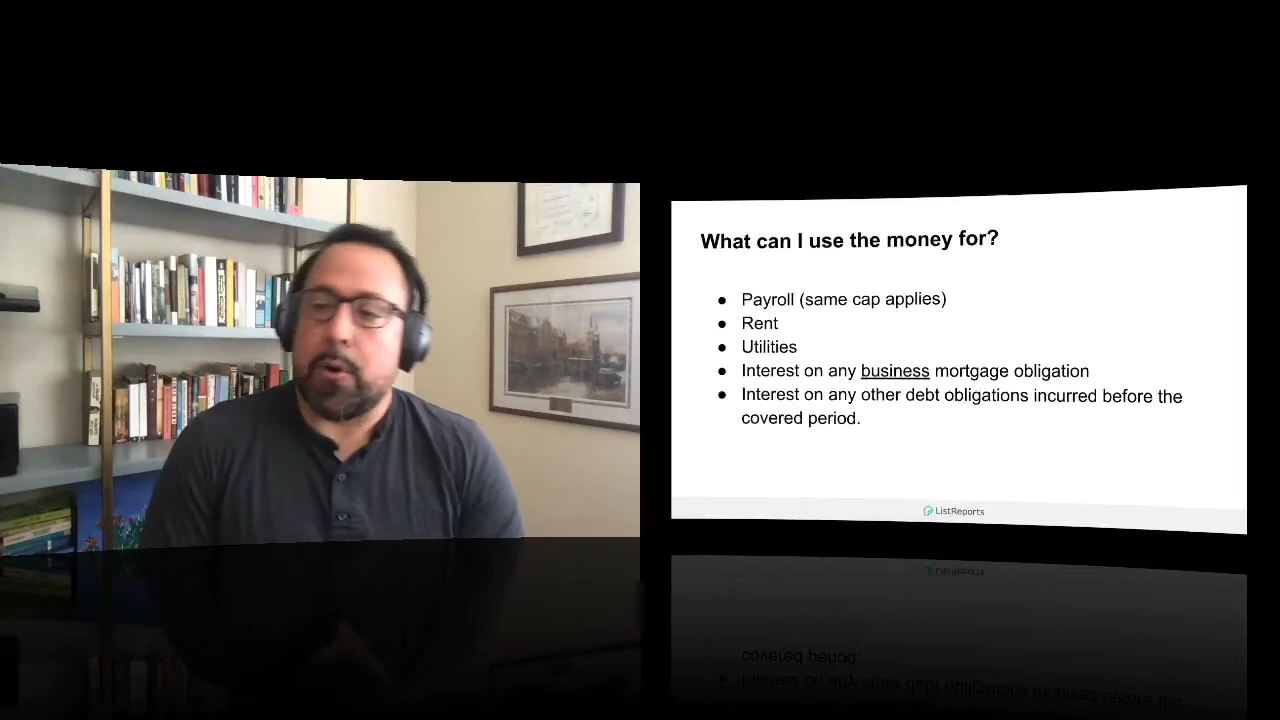 What can I use the money for?
● Payroll (same cap applies)
● Rent
● Utilities
● Interest on any business mortgage obligation
● Interest on any other debt obligations incurred before the
covered period.
ListReports